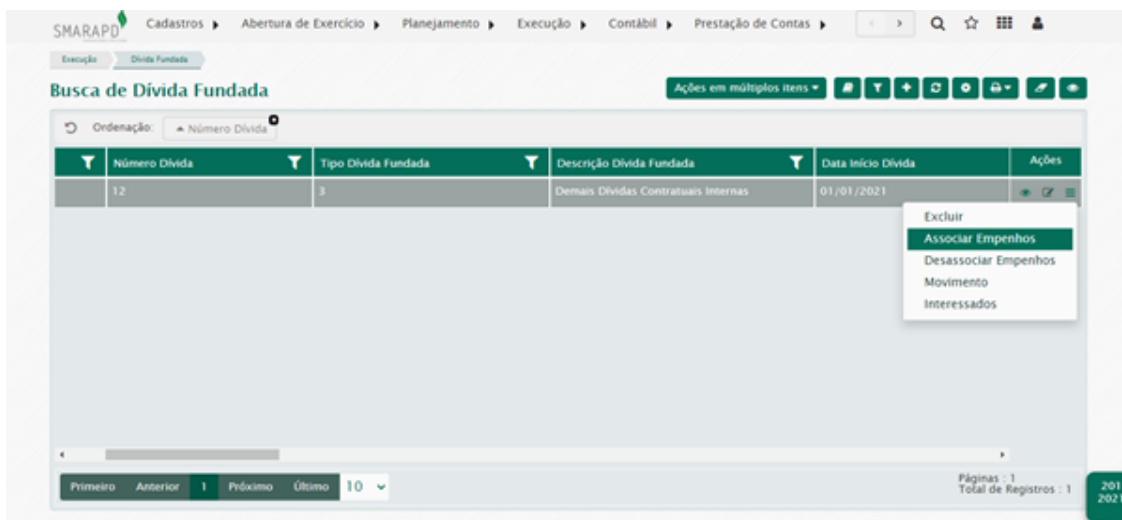 SMARAPD Cadastros Abertura de Exercício Planejamento Execução Contábil Prestação de Contas
Execução Dívida Fundada
Busca de Dívida Fundada
Ações em múltiplos itens
Ordenação: Número Dívida
Número Dívida Tipo Dívida Fundada Descrição Dívida Fundada Data Início Dívida Ações
12 3 Demais Dívidas Contratuais Internas 01/01/2021
Excluir
Associar Empenhos
Desassociar Empenhos
Movimento
Interessados
Primeiro Anterior 1 Próximo Último 10
Páginas : 1
Total de Registros : 1
201
2021